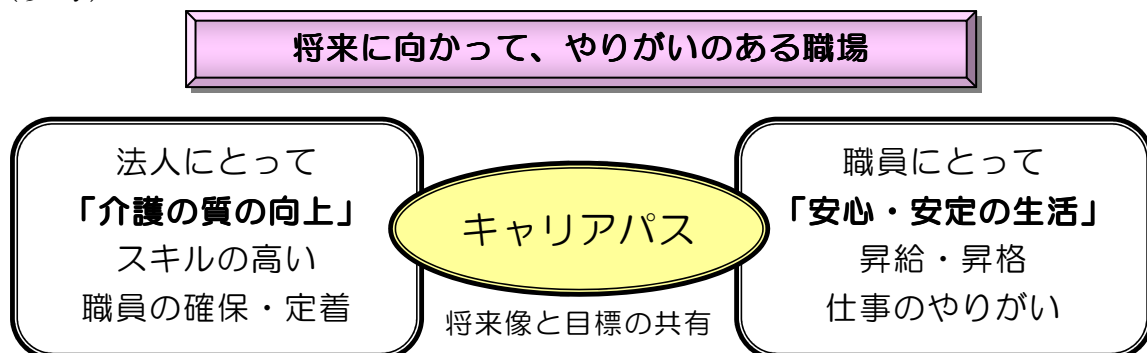 将来に向かって、やりがいのある職場
法人にとって
「介護の質の向上」
スキルの高い
職員の確保・定着
キャリアパス
将来像と目標の共有
職員にとって
「安心・安定の生活」
昇給・昇格
仕事のやりがい